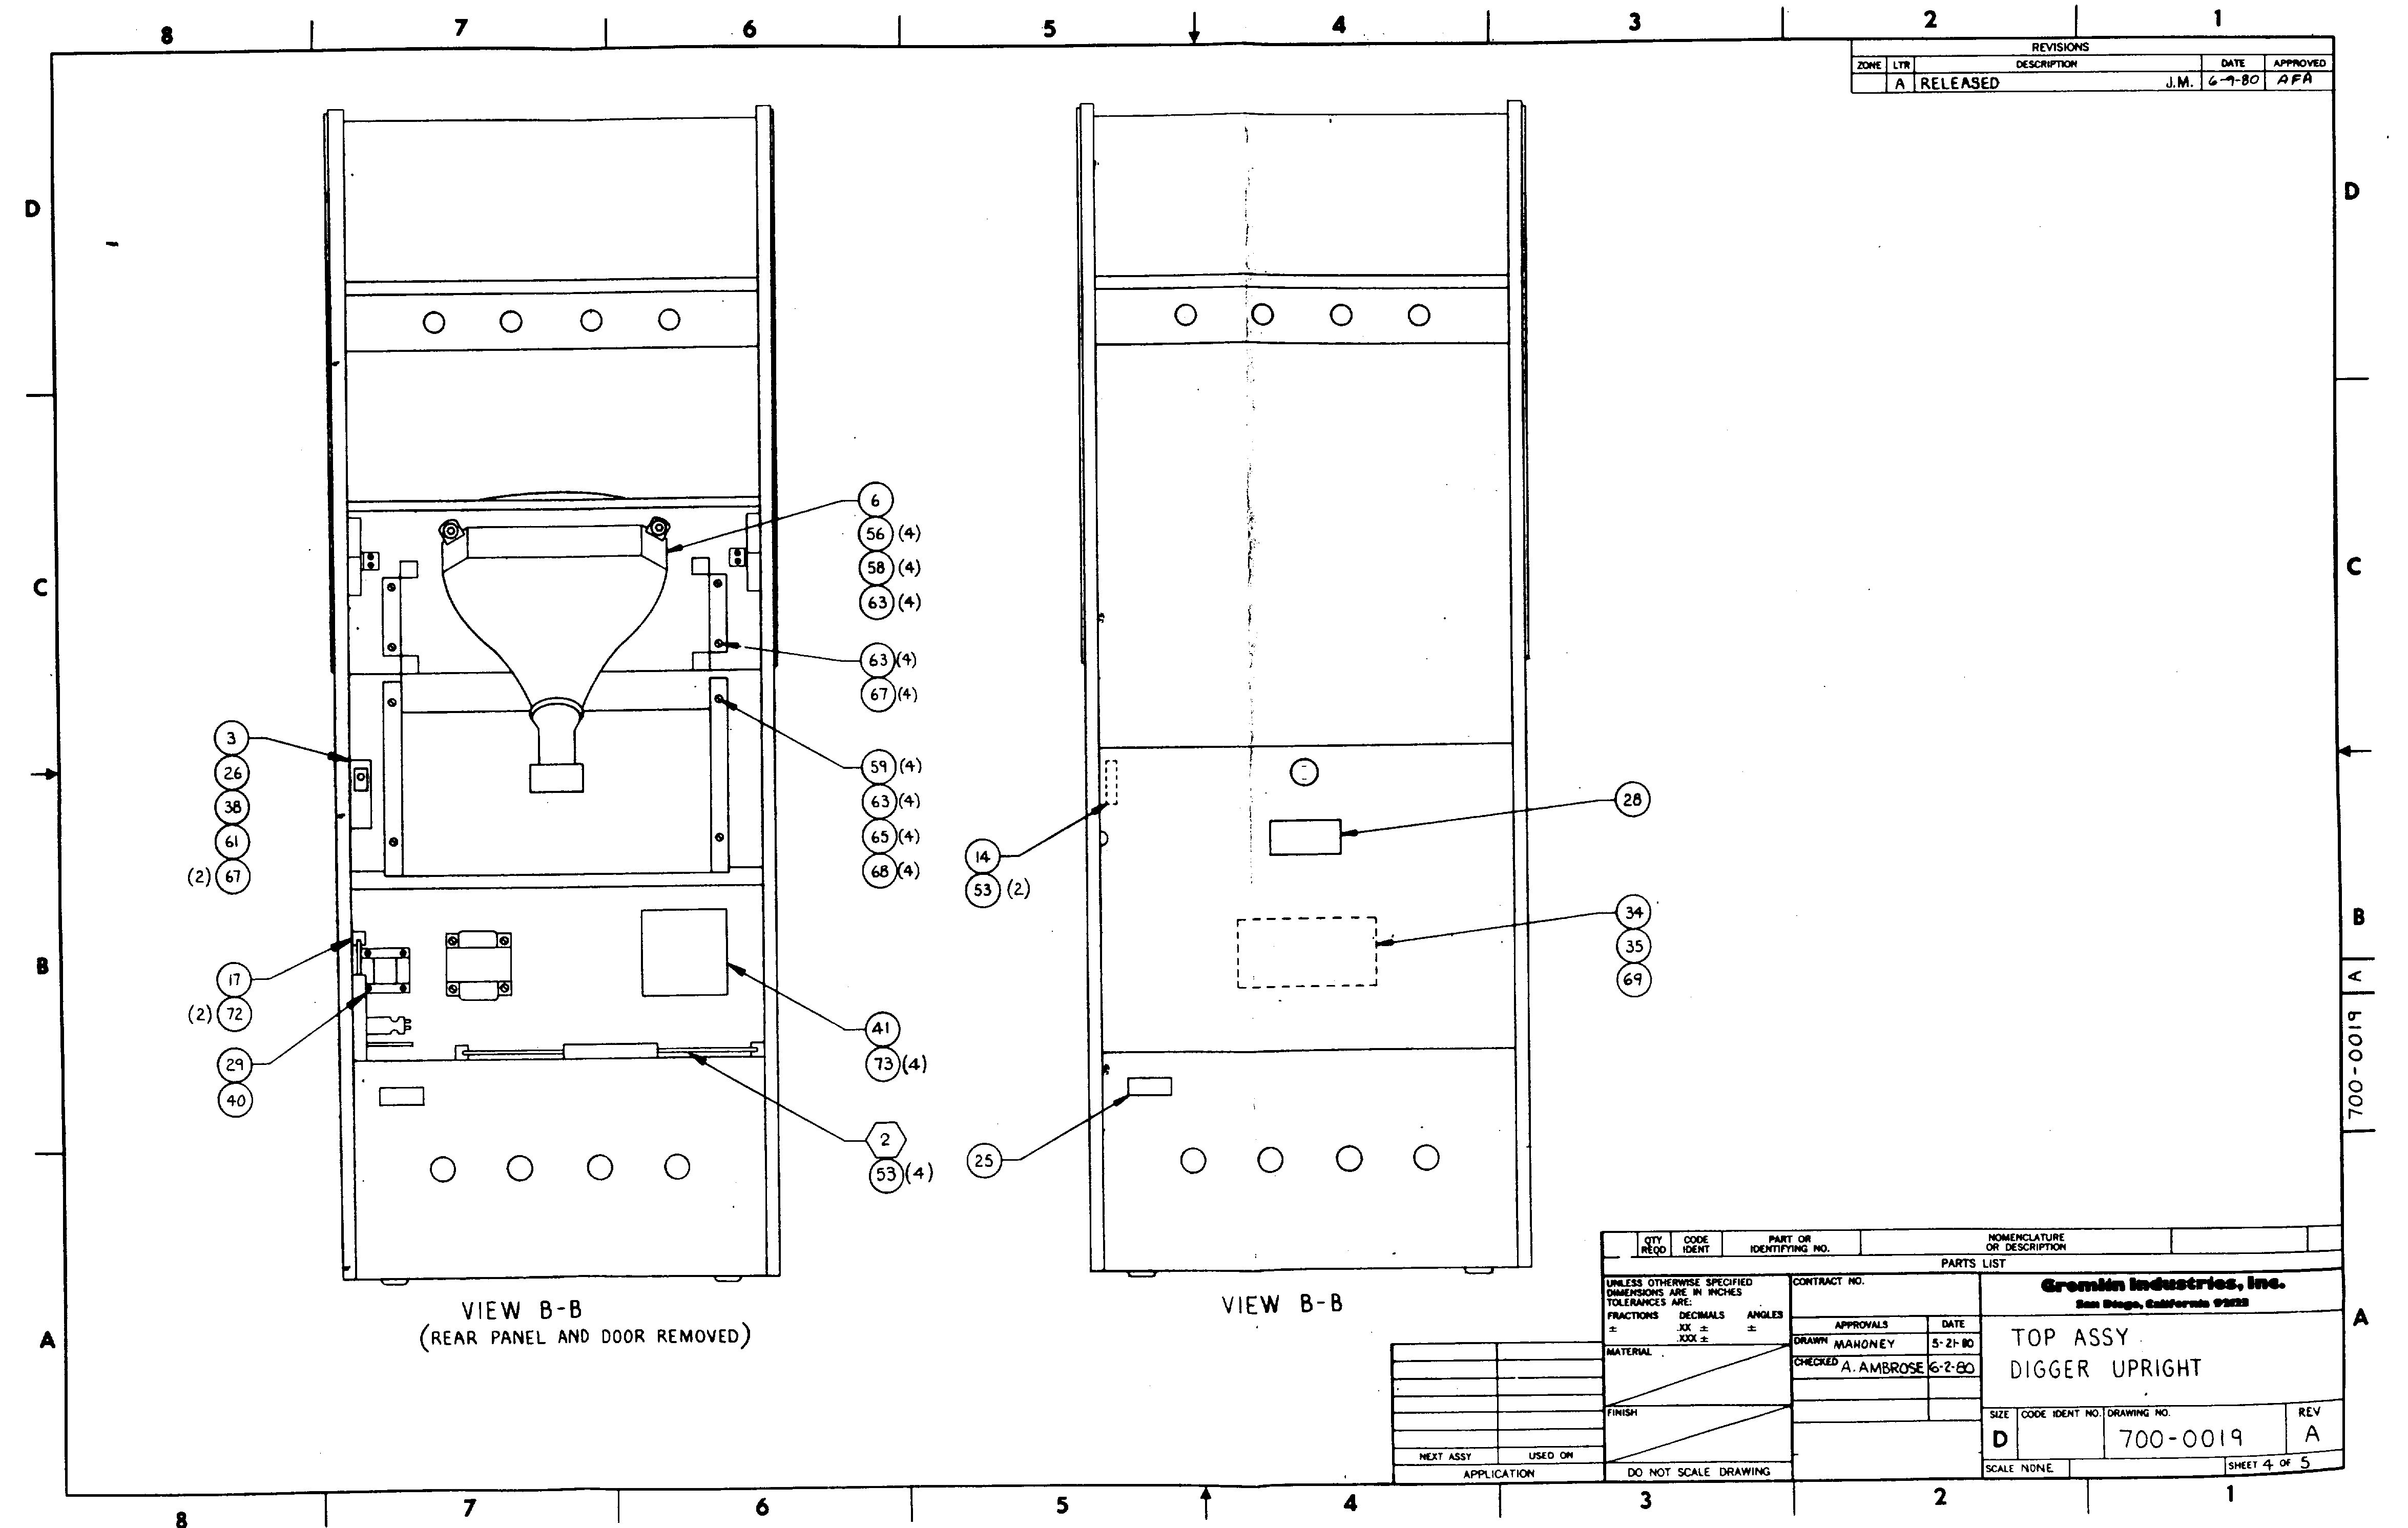 8 7 6 5 4 3 2 1
REVISIONS
ZONE LTR DESCRIPTION DATE APPROVED
A RELEASED J.M. 6-9-80 AFA
D
D
C
C
B
B
A
700-0019
A
A
6
56 (4)
58 (4)
63 (4)
63 (4)
67 (4)
59 (4)
63 (4)
65 (4)
68 (4)
3
26
38
61
(2) 67
17
(2) 72
29
40
41
73 (4)
2
53 (4)
VIEW B-B
(REAR PANEL AND DOOR REMOVED)
14
53 (2)
28
34
35
69
25
VIEW B-B
QTY REQD CODE IDENT PART OR IDENTIFYING NO. NOMENCLATURE OR DESCRIPTION
PARTS LIST
UNLESS OTHERWISE SPECIFIED
DIMENSIONS ARE IN INCHES
TOLERANCES ARE:
FRACTIONS DECIMALS ANGLES
± .XX ± ±
.XXX ±
MATERIAL
FINISH
DO NOT SCALE DRAWING
NEXT ASSY USED ON
APPLICATION
CONTRACT NO.
APPROVALS DATE
DRAWN MAHONEY 5-21-80
CHECKED A. AMBROSE 6-2-80
Gremlin Industries, Inc.
San Diego, California 92123
TOP ASSY
DIGGER UPRIGHT
SIZE CODE IDENT NO. DRAWING NO. REV
D 700-0019 A
SCALE NONE SHEET 4 OF 5
8 7 6 5 4 3 2 1